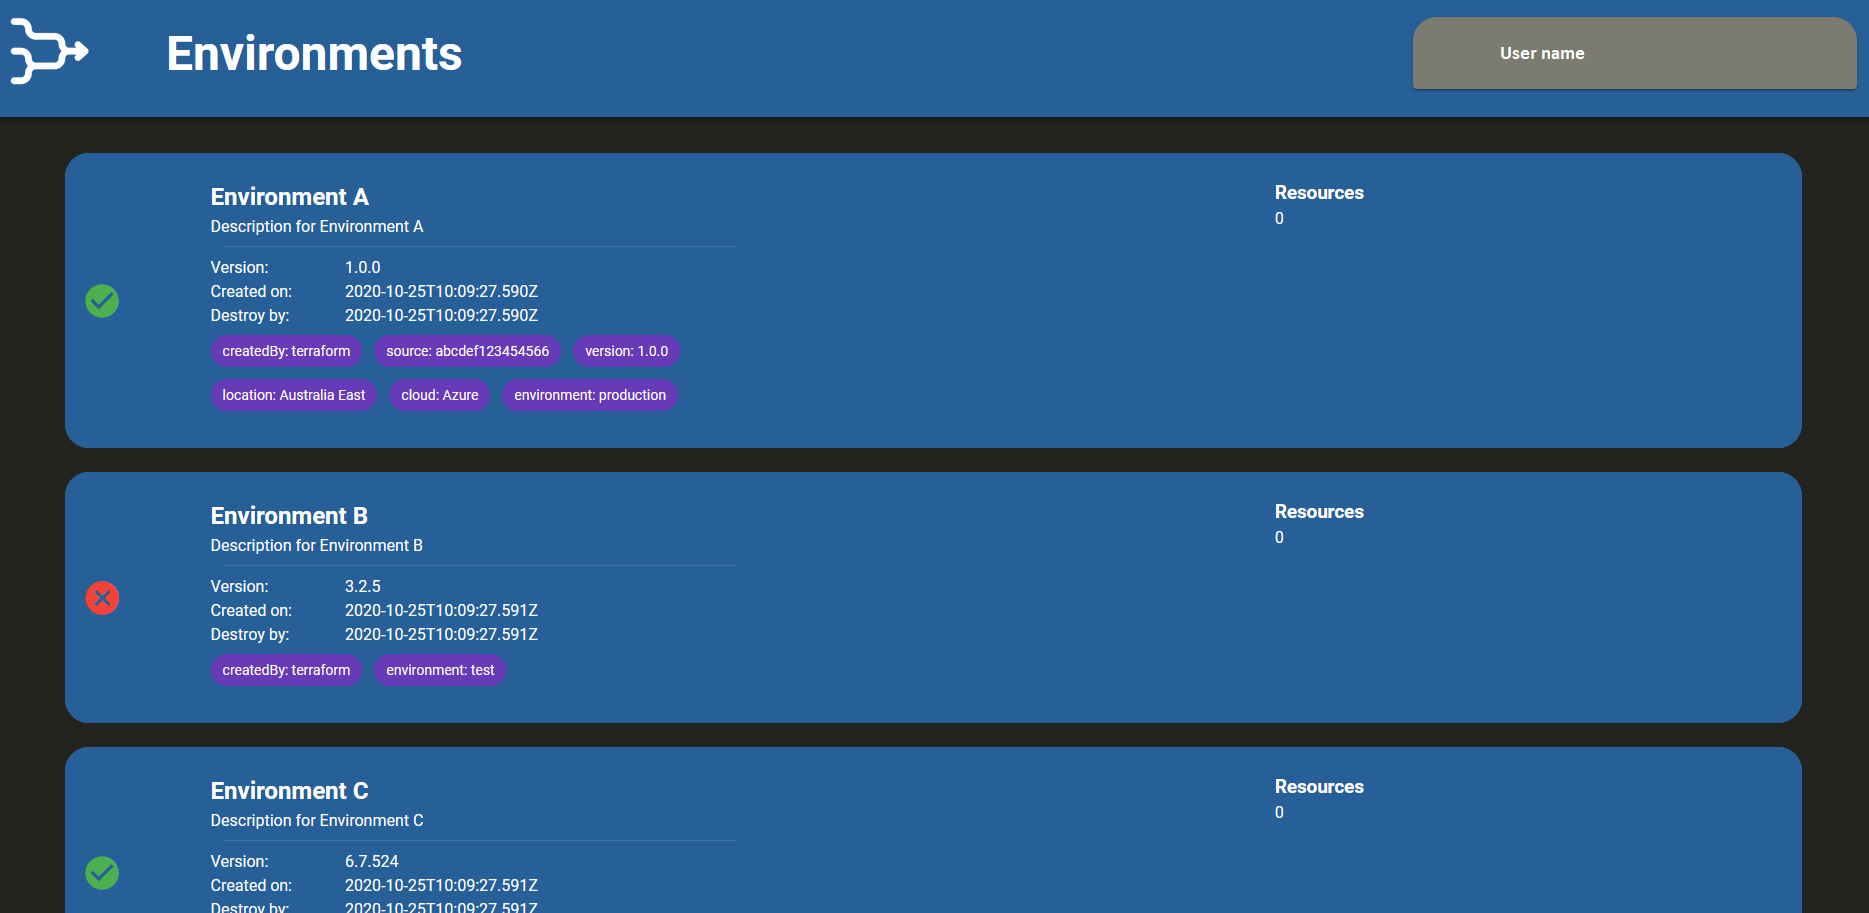 Environments
User name
Environment A
Description for Environment A
Resources
0
Version: 1.0.0
Created on: 2020-10-25T10:09:27.590Z
Destroy by: 2020-10-25T10:09:27.590Z
createdBy: terraform source: abcdef123454566 version: 1.0.0
location: Australia East cloud: Azure environment: production
Environment B
Description for Environment B
Resources
0
Version: 3.2.5
Created on: 2020-10-25T10:09:27.591Z
Destroy by: 2020-10-25T10:09:27.591Z
createdBy: terraform environment: test
Environment C
Description for Environment C
Resources
0
Version: 6.7.524
Created on: 2020-10-25T10:09:27.591Z
Destroy by: 2020-10-25T10:09:27.591Z